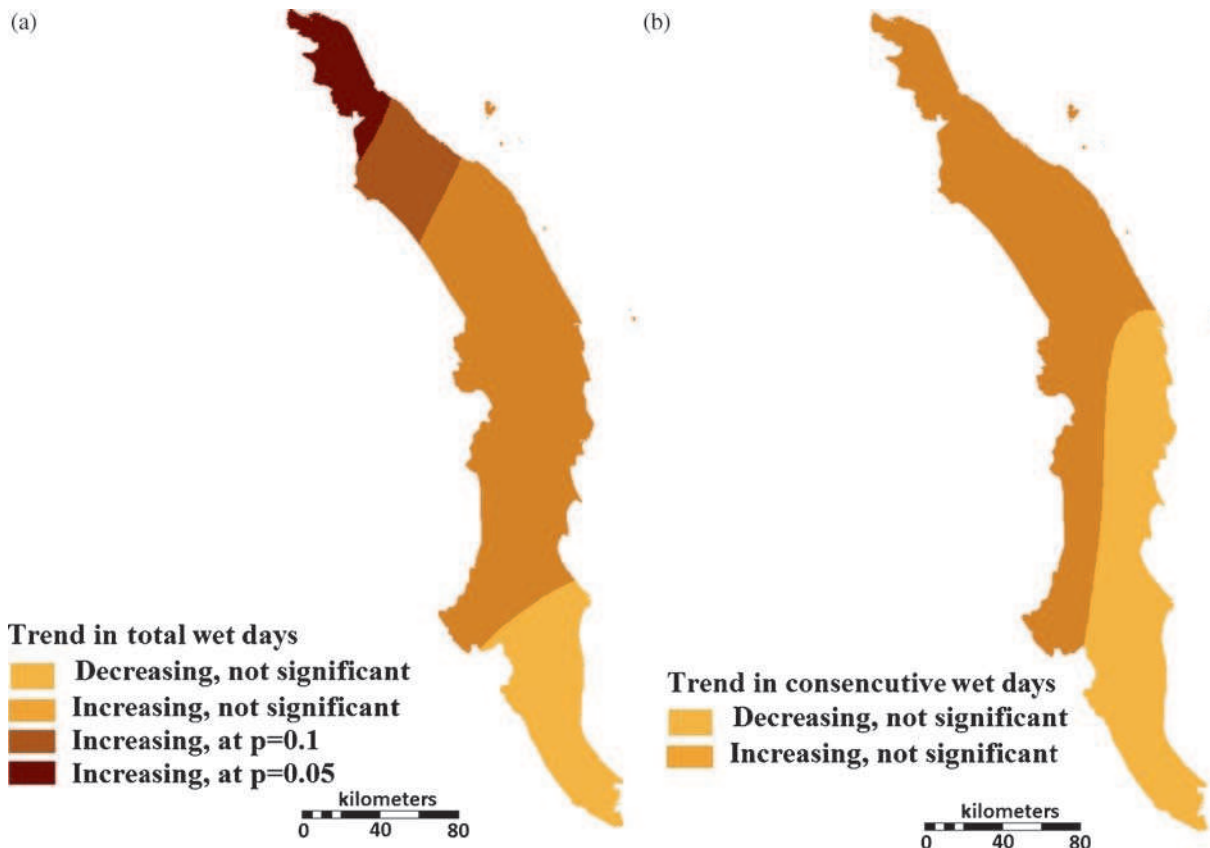 (a)
Trend in total wet days
Decreasing, not significant
Increasing, not significant
Increasing, at p=0.1
Increasing, at p=0.05
kilometers
0 40 80
(b)
Trend in consencutive wet days
Decreasing, not significant
Increasing, not significant
kilometers
0 40 80